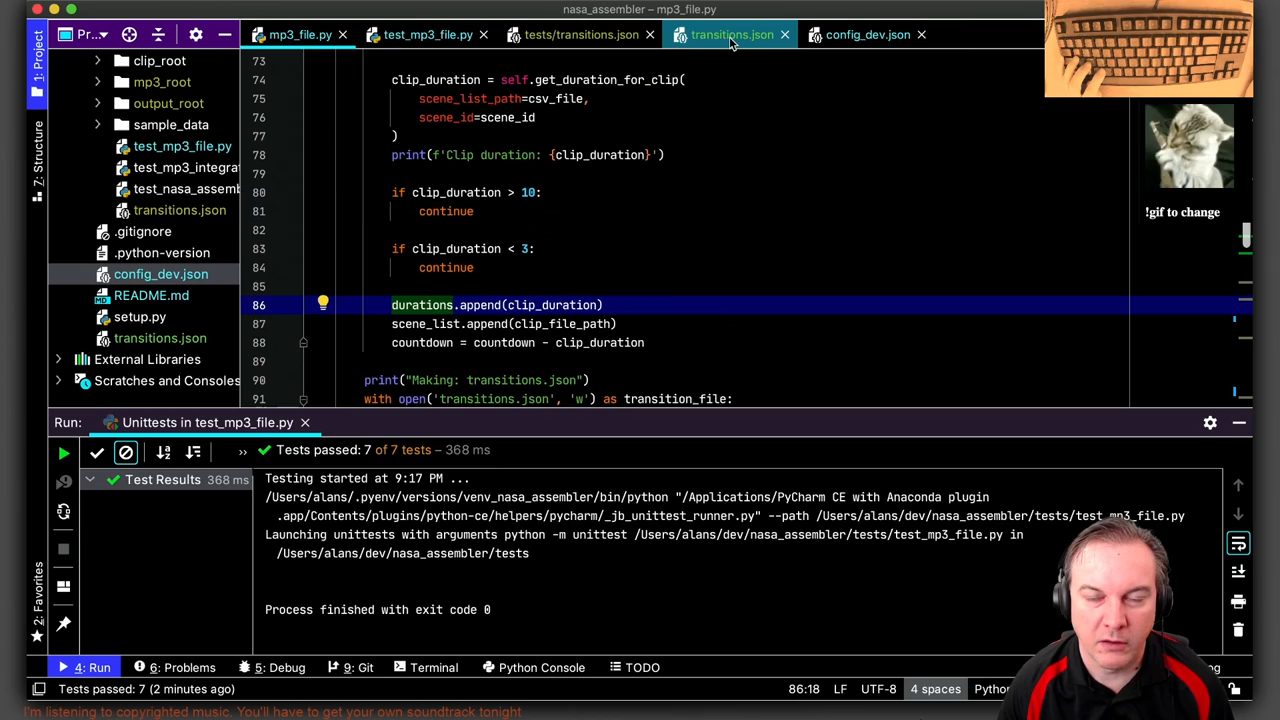 nasa_assembler – mp3_file.py
Pr...
mp3_file.py
test_mp3_file.py
tests/transitions.json
transitions.json
config_dev.json
1: Project
7: Structure
2: Favorites
clip_root
mp3_root
output_root
sample_data
test_mp3_file.py
test_mp3_integra
test_nasa_assemb
transitions.json
.gitignore
.python-version
config_dev.json
README.md
setup.py
transitions.json
External Libraries
Scratches and Consoles
73
74 clip_duration = self.get_duration_for_clip(
75 scene_list_path=csv_file,
76 scene_id=scene_id
77 )
78 print(f'Clip duration: {clip_duration}')
79
80 if clip_duration > 10:
81 continue
82
83 if clip_duration < 3:
84 continue
85
86 durations.append(clip_duration)
87 scene_list.append(clip_file_path)
88 countdown = countdown - clip_duration
89
90 print("Making: transitions.json")
91 with open('transitions.json', 'w') as transition_file:
!gif to change
Run: Unittests in test_mp3_file.py
Tests passed: 7 of 7 tests – 368 ms
Test Results 368 ms
Testing started at 9:17 PM ...
/Users/alans/.pyenv/versions/venv_nasa_assembler/bin/python "/Applications/PyCharm CE with Anaconda plugin
.app/Contents/plugins/python-ce/helpers/pycharm/_jb_unittest_runner.py" --path /Users/alans/dev/nasa_assembler/tests/test_mp3_file.py
Launching unittests with arguments python -m unittest /Users/alans/dev/nasa_assembler/tests/test_mp3_file.py in
/Users/alans/dev/nasa_assembler/tests
Process finished with exit code 0
4: Run
6: Problems
5: Debug
9: Git
Terminal
Python Console
TODO
Tests passed: 7 (2 minutes ago)
86:18 LF UTF-8 4 spaces
I'm listening to copyrighted music. You'll have to get your own soundtrack tonight